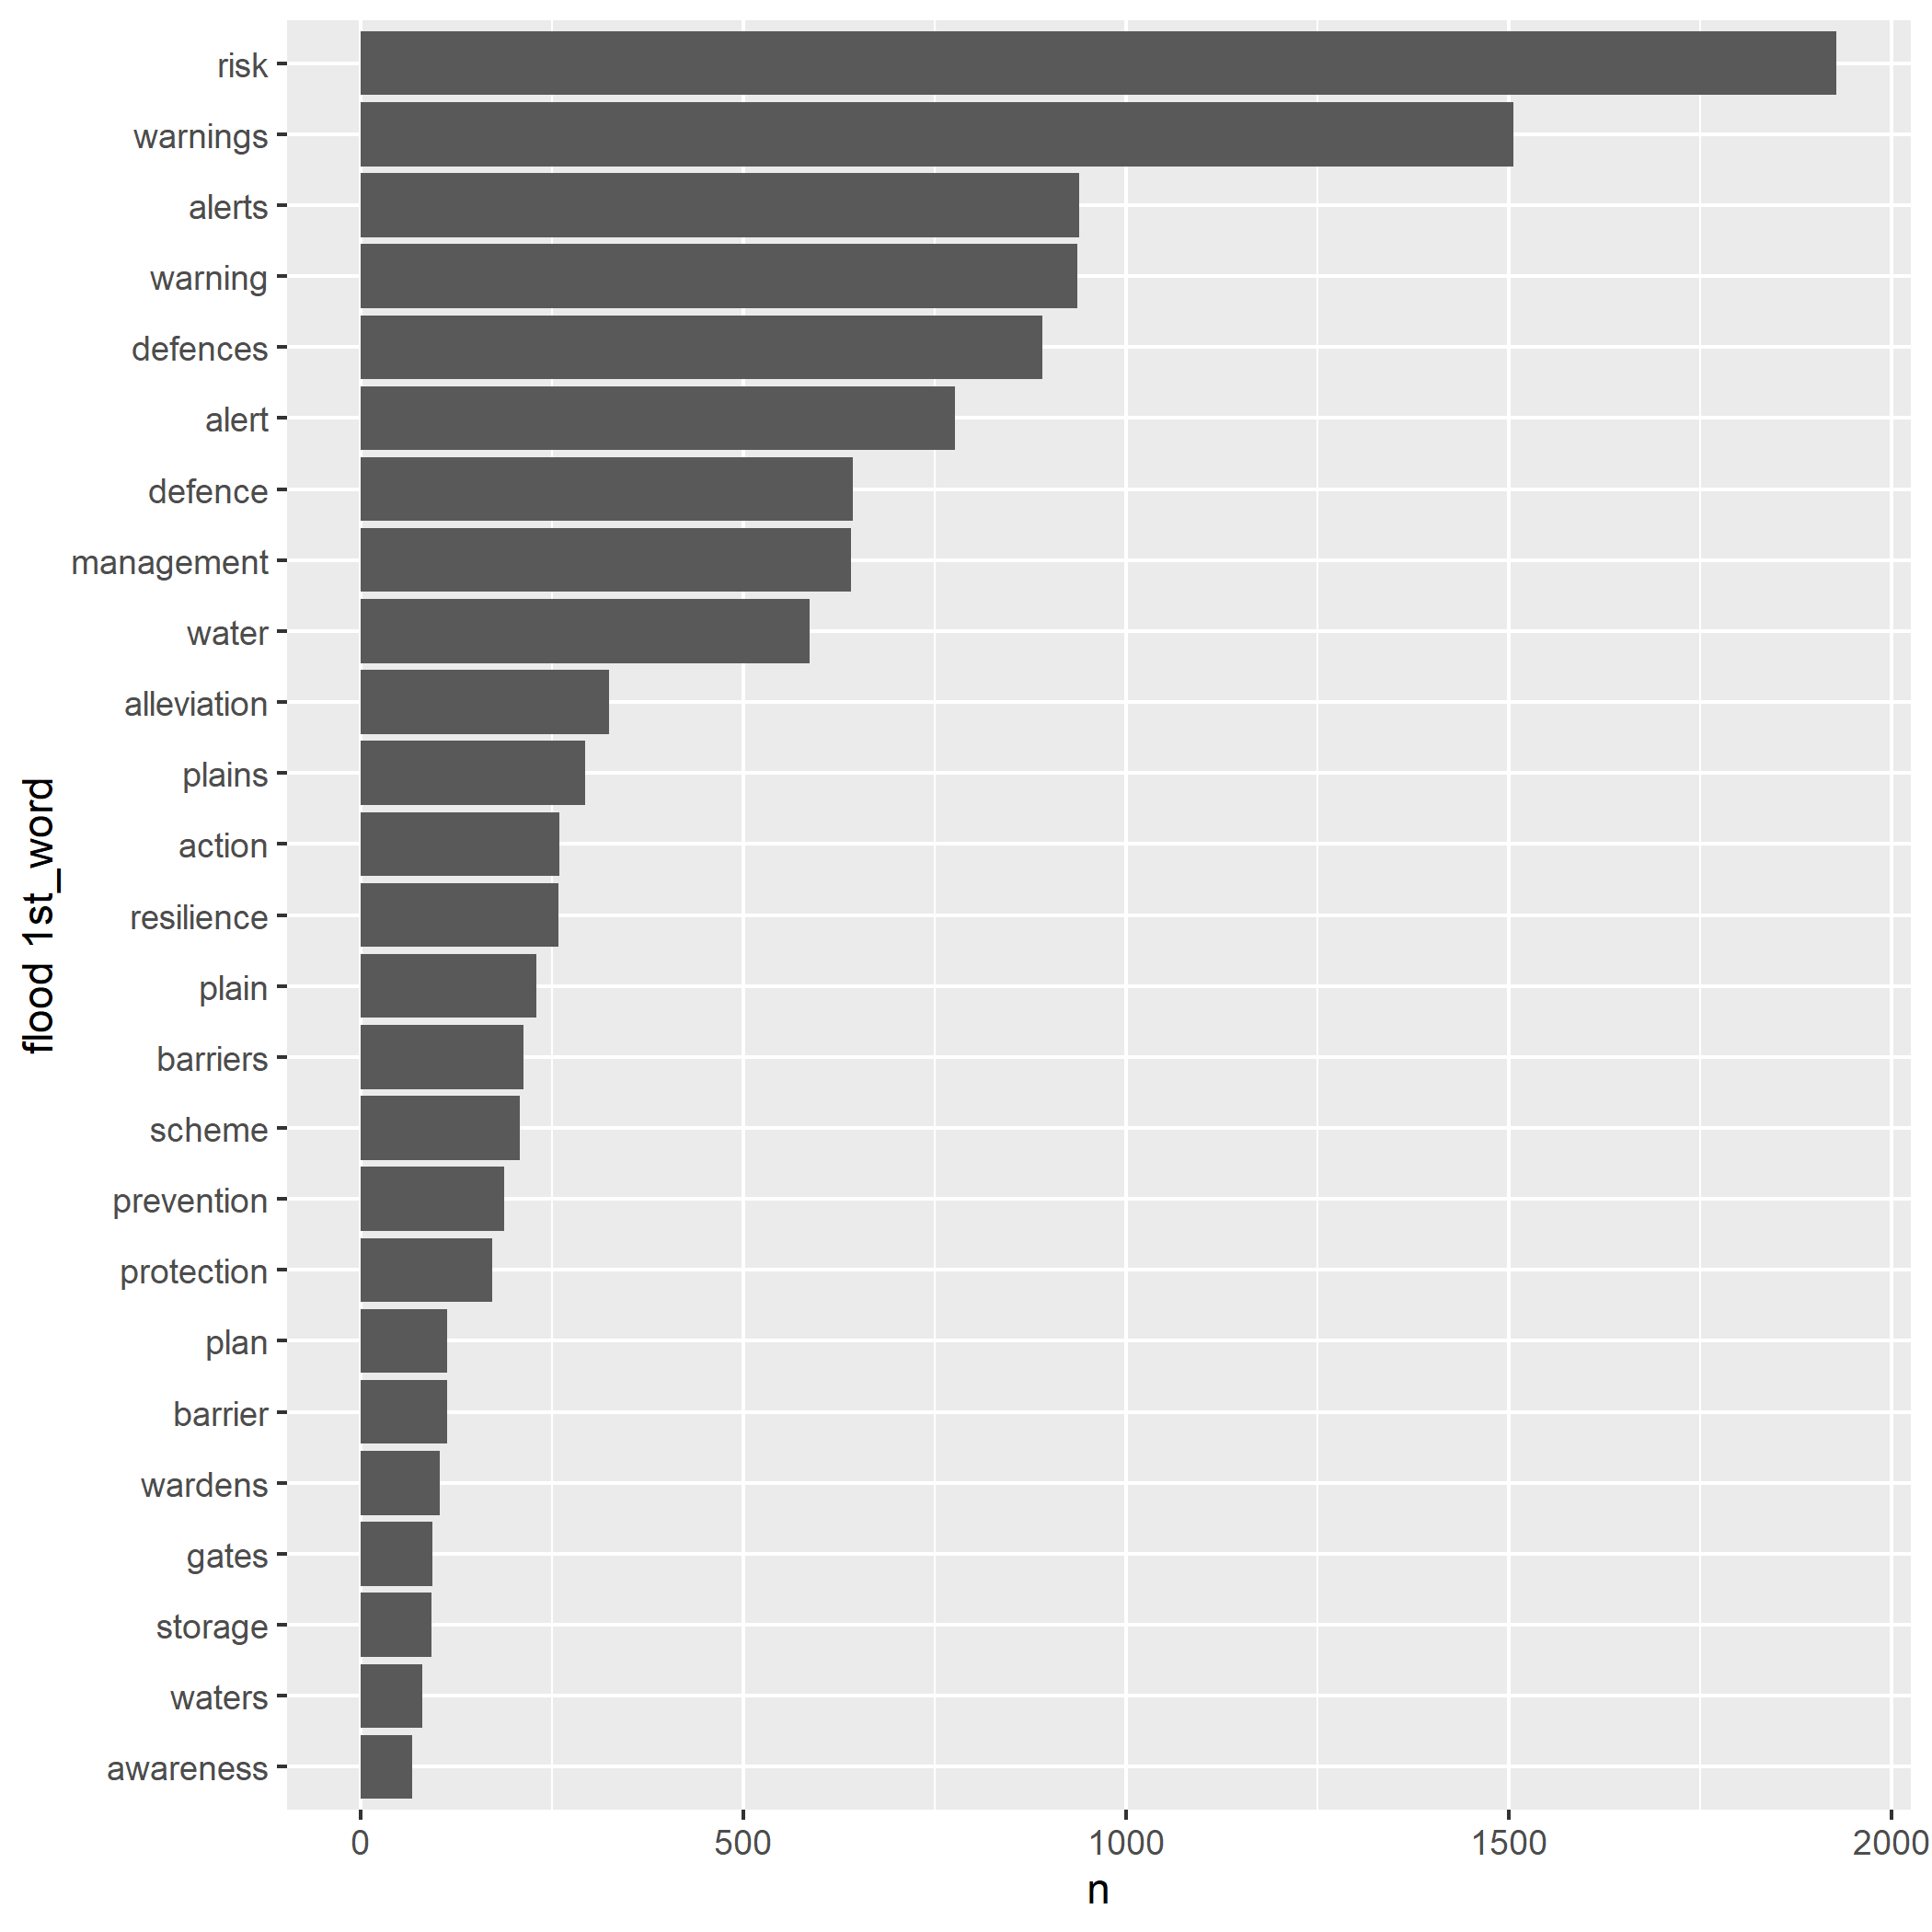 risk
warnings
alerts
warning
defences
alert
defence
management
water
alleviation
plains
action
resilience
plain
barriers
scheme
prevention
protection
plan
barrier
wardens
gates
storage
waters
awareness
flood 1st_word
0 500 1000 1500 2000
n